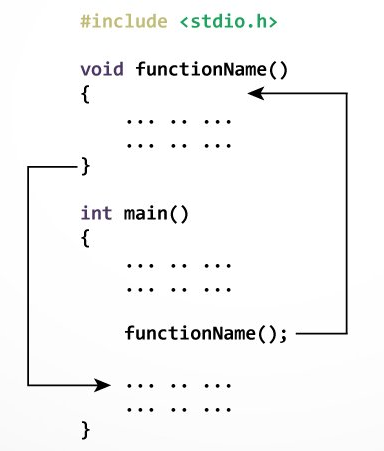 #include <stdio.h>
void functionName()
{
... .. ...
... .. ...
}
int main()
{
... .. ...
... .. ...
functionName();
... .. ...
... .. ...
}